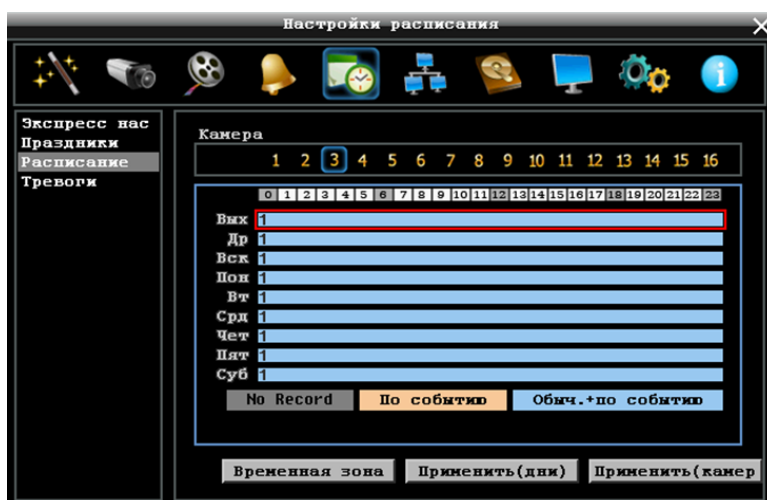 Настройки расписания
Экспресс нас
Праздники
Расписание
Тревоги
Камера
1 2 3 4 5 6 7 8 9 10 11 12 13 14 15 16
0 1 2 3 4 5 6 7 8 9 10 11 12 13 14 15 16 17 18 19 20 21 22 23
Вых 1
Др 1
Вск 1
Пон 1
Вт 1
Срд 1
Чет 1
Пят 1
Суб 1
No Record По событию Обыч.+по событию
Временная зона Применить(дни) Применить(камер